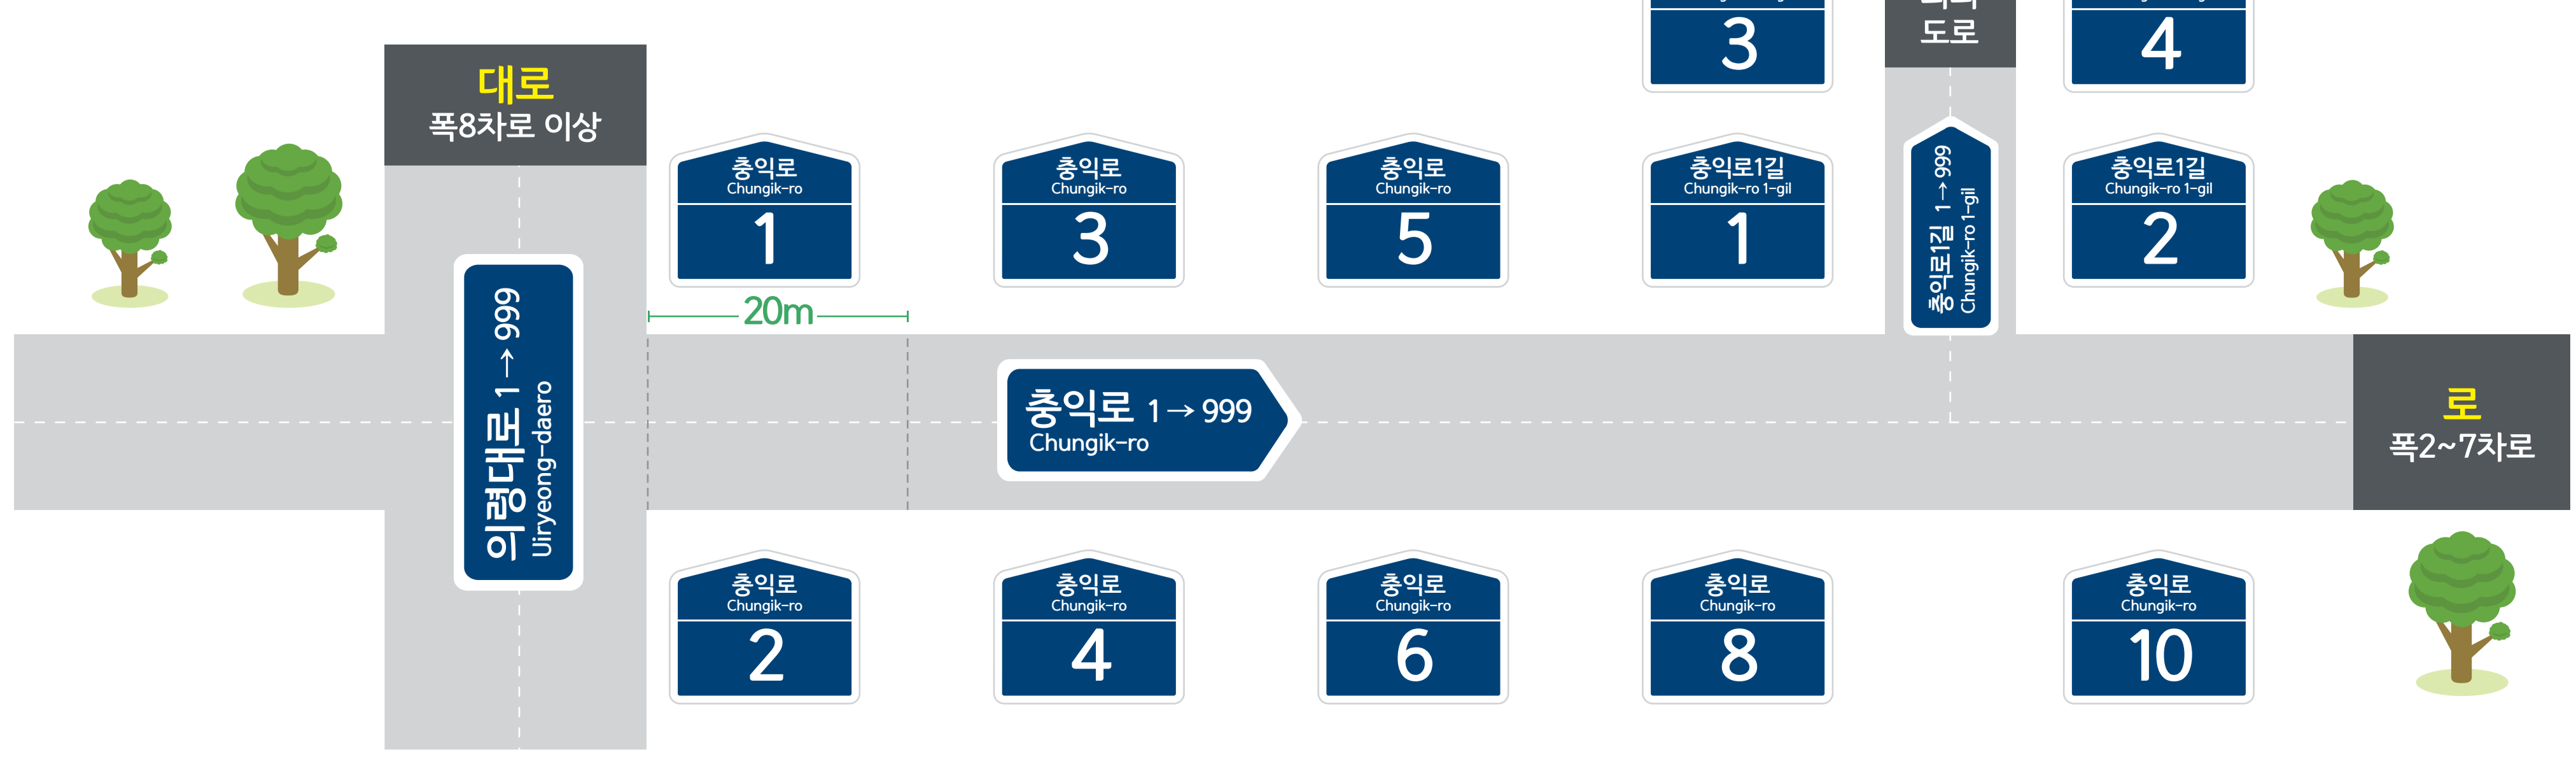 3
도로
4
대로
폭8차로 이상
충익로
Chungik-ro
1
충익로
Chungik-ro
3
충익로
Chungik-ro
5
충익로1길
Chungik-ro 1-gil
1
충익로1길 1→999
Chungik-ro 1-gil
충익로1길
Chungik-ro 1-gil
2
20m
의령대로 1→999
Uiryeong-daero
충익로 1→999
Chungik-ro
로
폭2~7차로
충익로
Chungik-ro
2
충익로
Chungik-ro
4
충익로
Chungik-ro
6
충익로
Chungik-ro
8
충익로
Chungik-ro
10